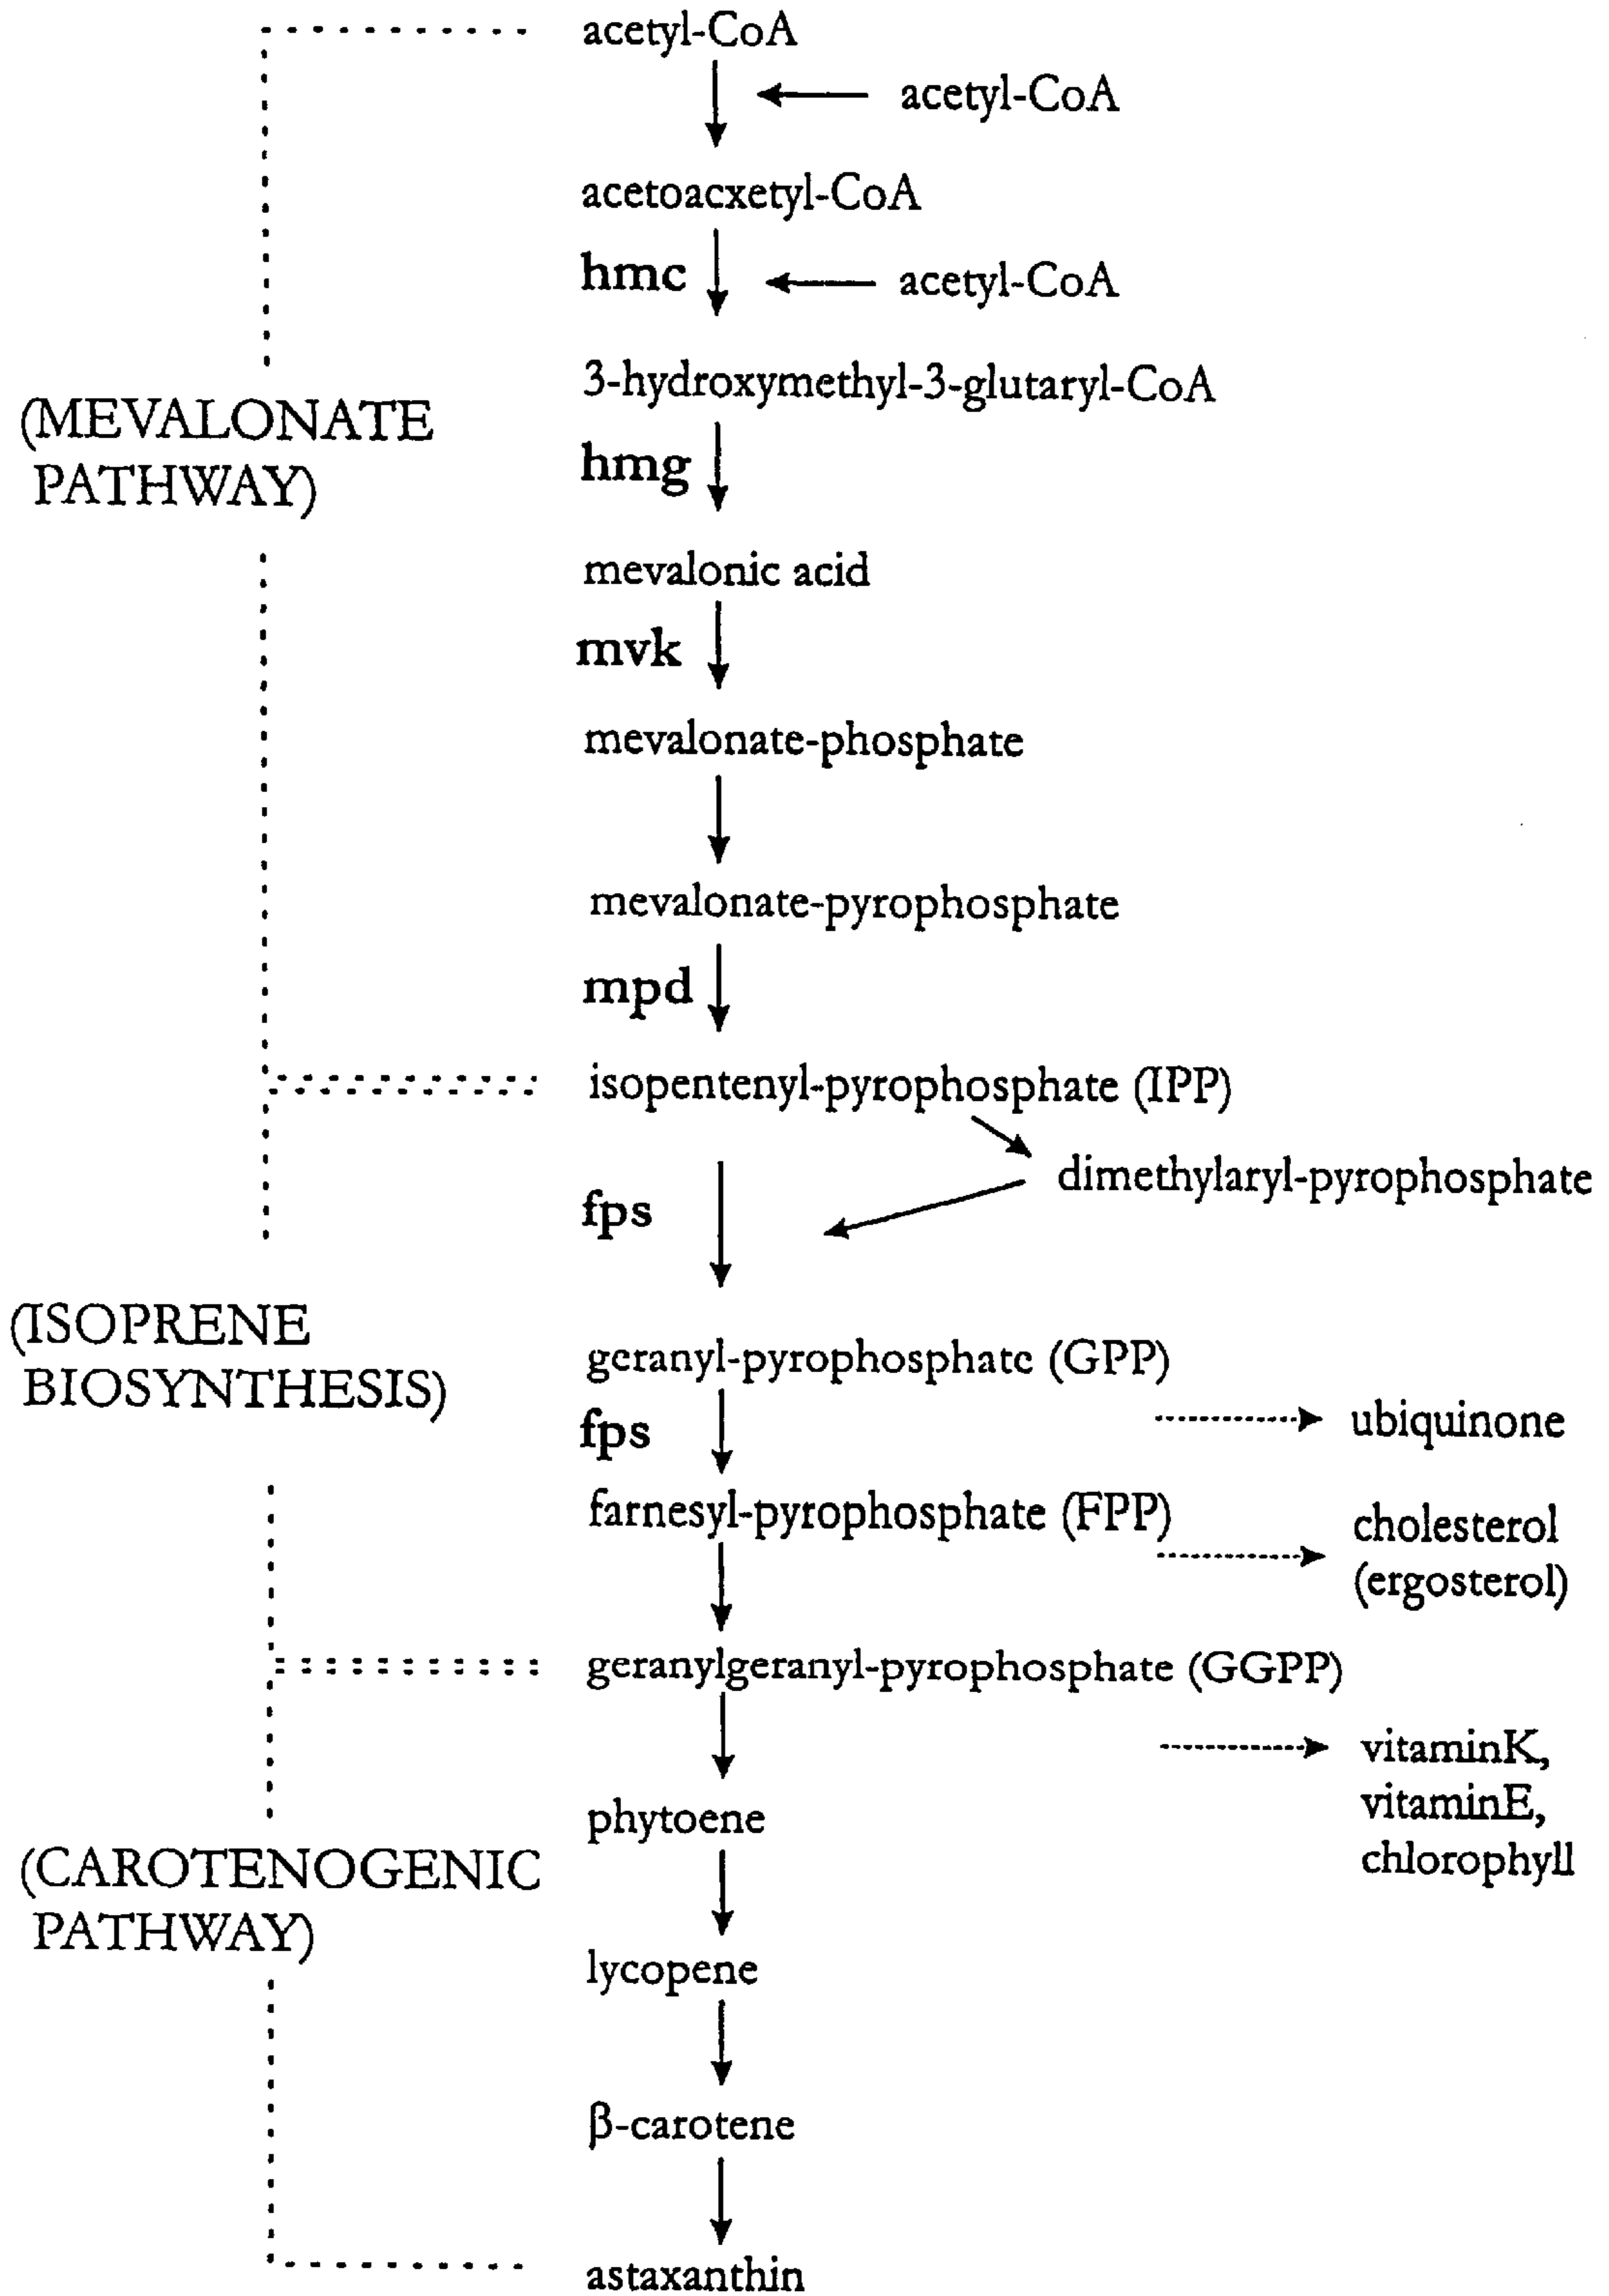 acetyl-CoA
acetyl-CoA
acetoacxetyl-CoA
hmc
acetyl-CoA
3-hydroxymethyl-3-glutaryl-CoA
(MEVALONATE
PATHWAY)
hmg
mevalonic acid
mvk
mevalonate-phosphate
mevalonate-pyrophosphate
mpd
isopentenyl-pyrophosphate (IPP)
dimethylaryl-pyrophosphate
fps
(ISOPRENE
BIOSYNTHESIS)
geranyl-pyrophosphate (GPP)
ubiquinone
fps
farnesyl-pyrophosphate (FPP)
cholesterol
(ergosterol)
geranylgeranyl-pyrophosphate (GGPP)
vitaminK,
vitaminE,
chlorophyll
phytoene
(CAROTENOGENIC
PATHWAY)
lycopene
β-carotene
astaxanthin